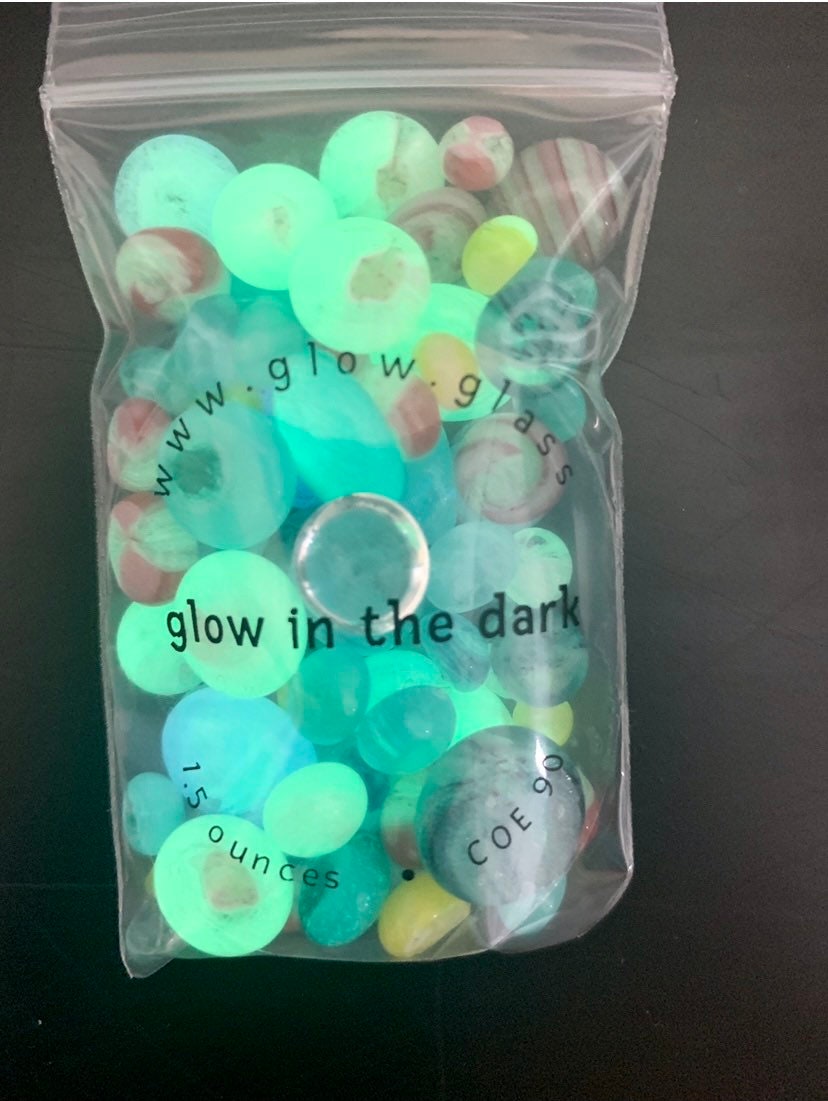 www.glow.glass
glow in the dark
1.5 ounces
COE 90